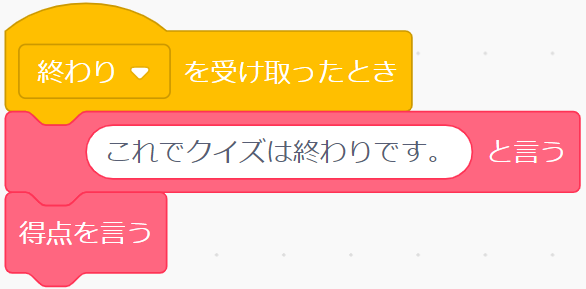 終わり を受け取ったとき
これでクイズは終わりです。 と言う
得点を言う